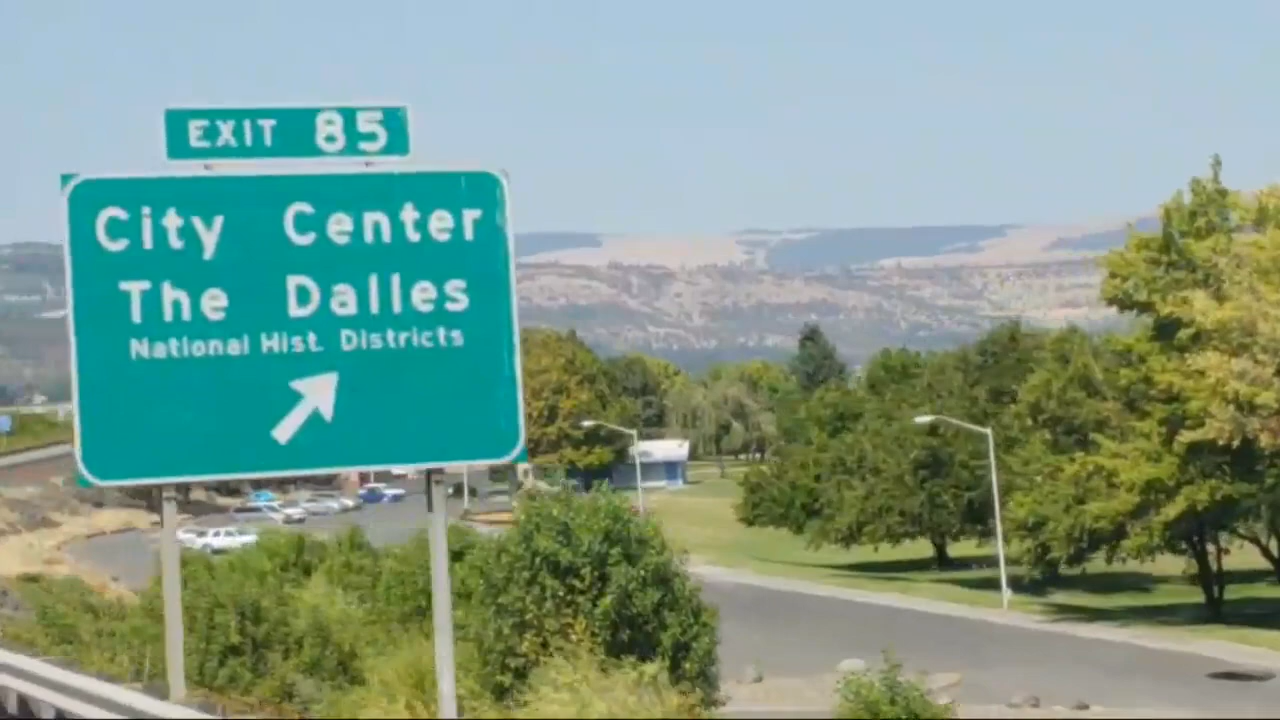 EXIT 85
City Center
The Dalles
National Hist. Districts